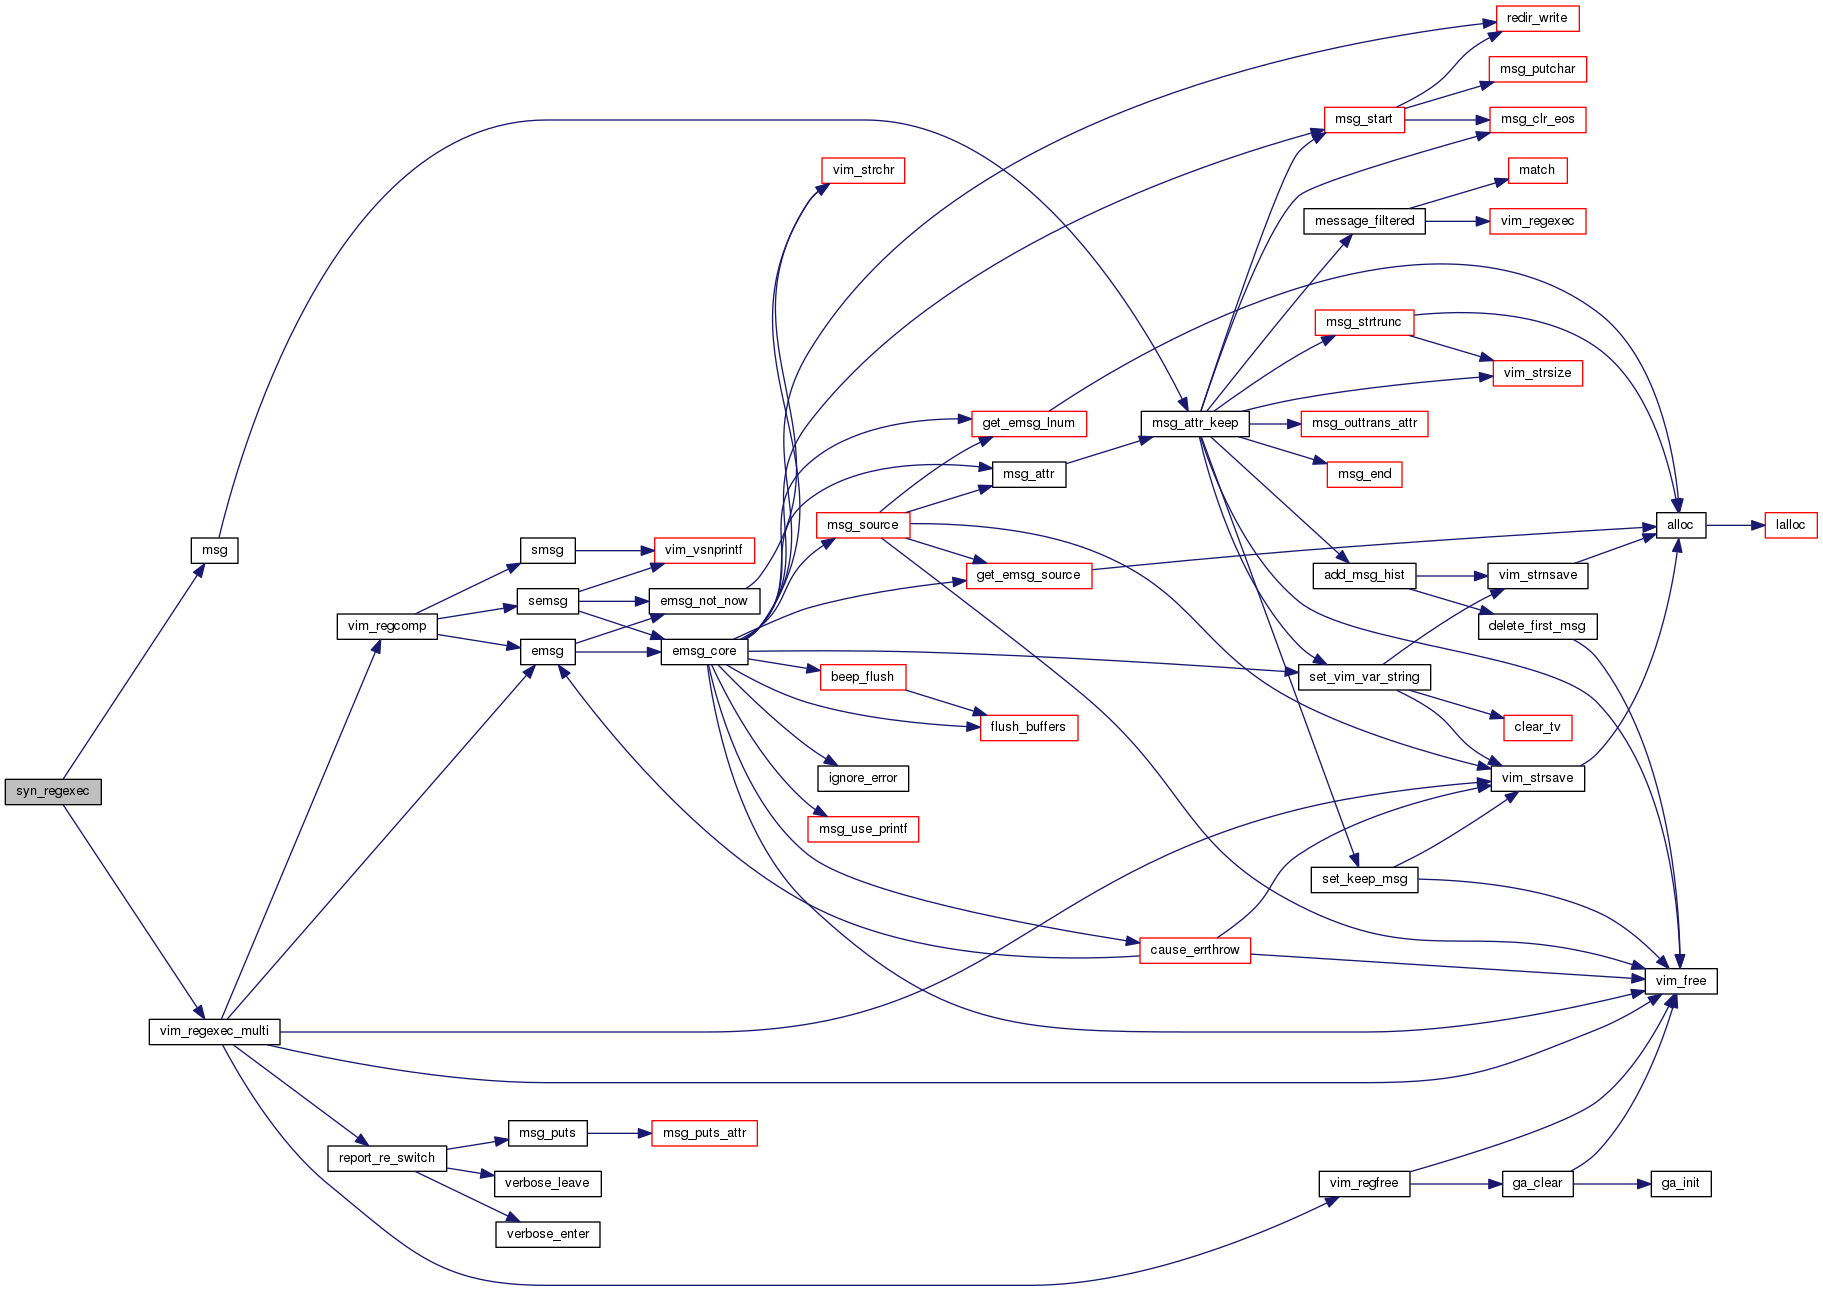 redir_write
msg_putchar
msg_start
msg_clr_eos
vim_strchr
match
message_filtered
vim_regexec
msg_strtrunc
vim_strsize
get_emsg_lnum
msg_attr_keep
msg_outtrans_attr
msg_attr
msg_end
msg_source
alloc
lalloc
msg
smsg
vim_vsnprintf
get_emsg_source
add_msg_hist
vim_strnsave
semsg
emsg_not_now
vim_regcomp
delete_first_msg
emsg
emsg_core
beep_flush
set_vim_var_string
flush_buffers
clear_tv
syn_regexec
ignore_error
vim_strsave
msg_use_printf
set_keep_msg
cause_errthrow
vim_free
vim_regexec_multi
msg_puts
msg_puts_attr
report_re_switch
verbose_leave
vim_regfree
ga_clear
ga_init
verbose_enter